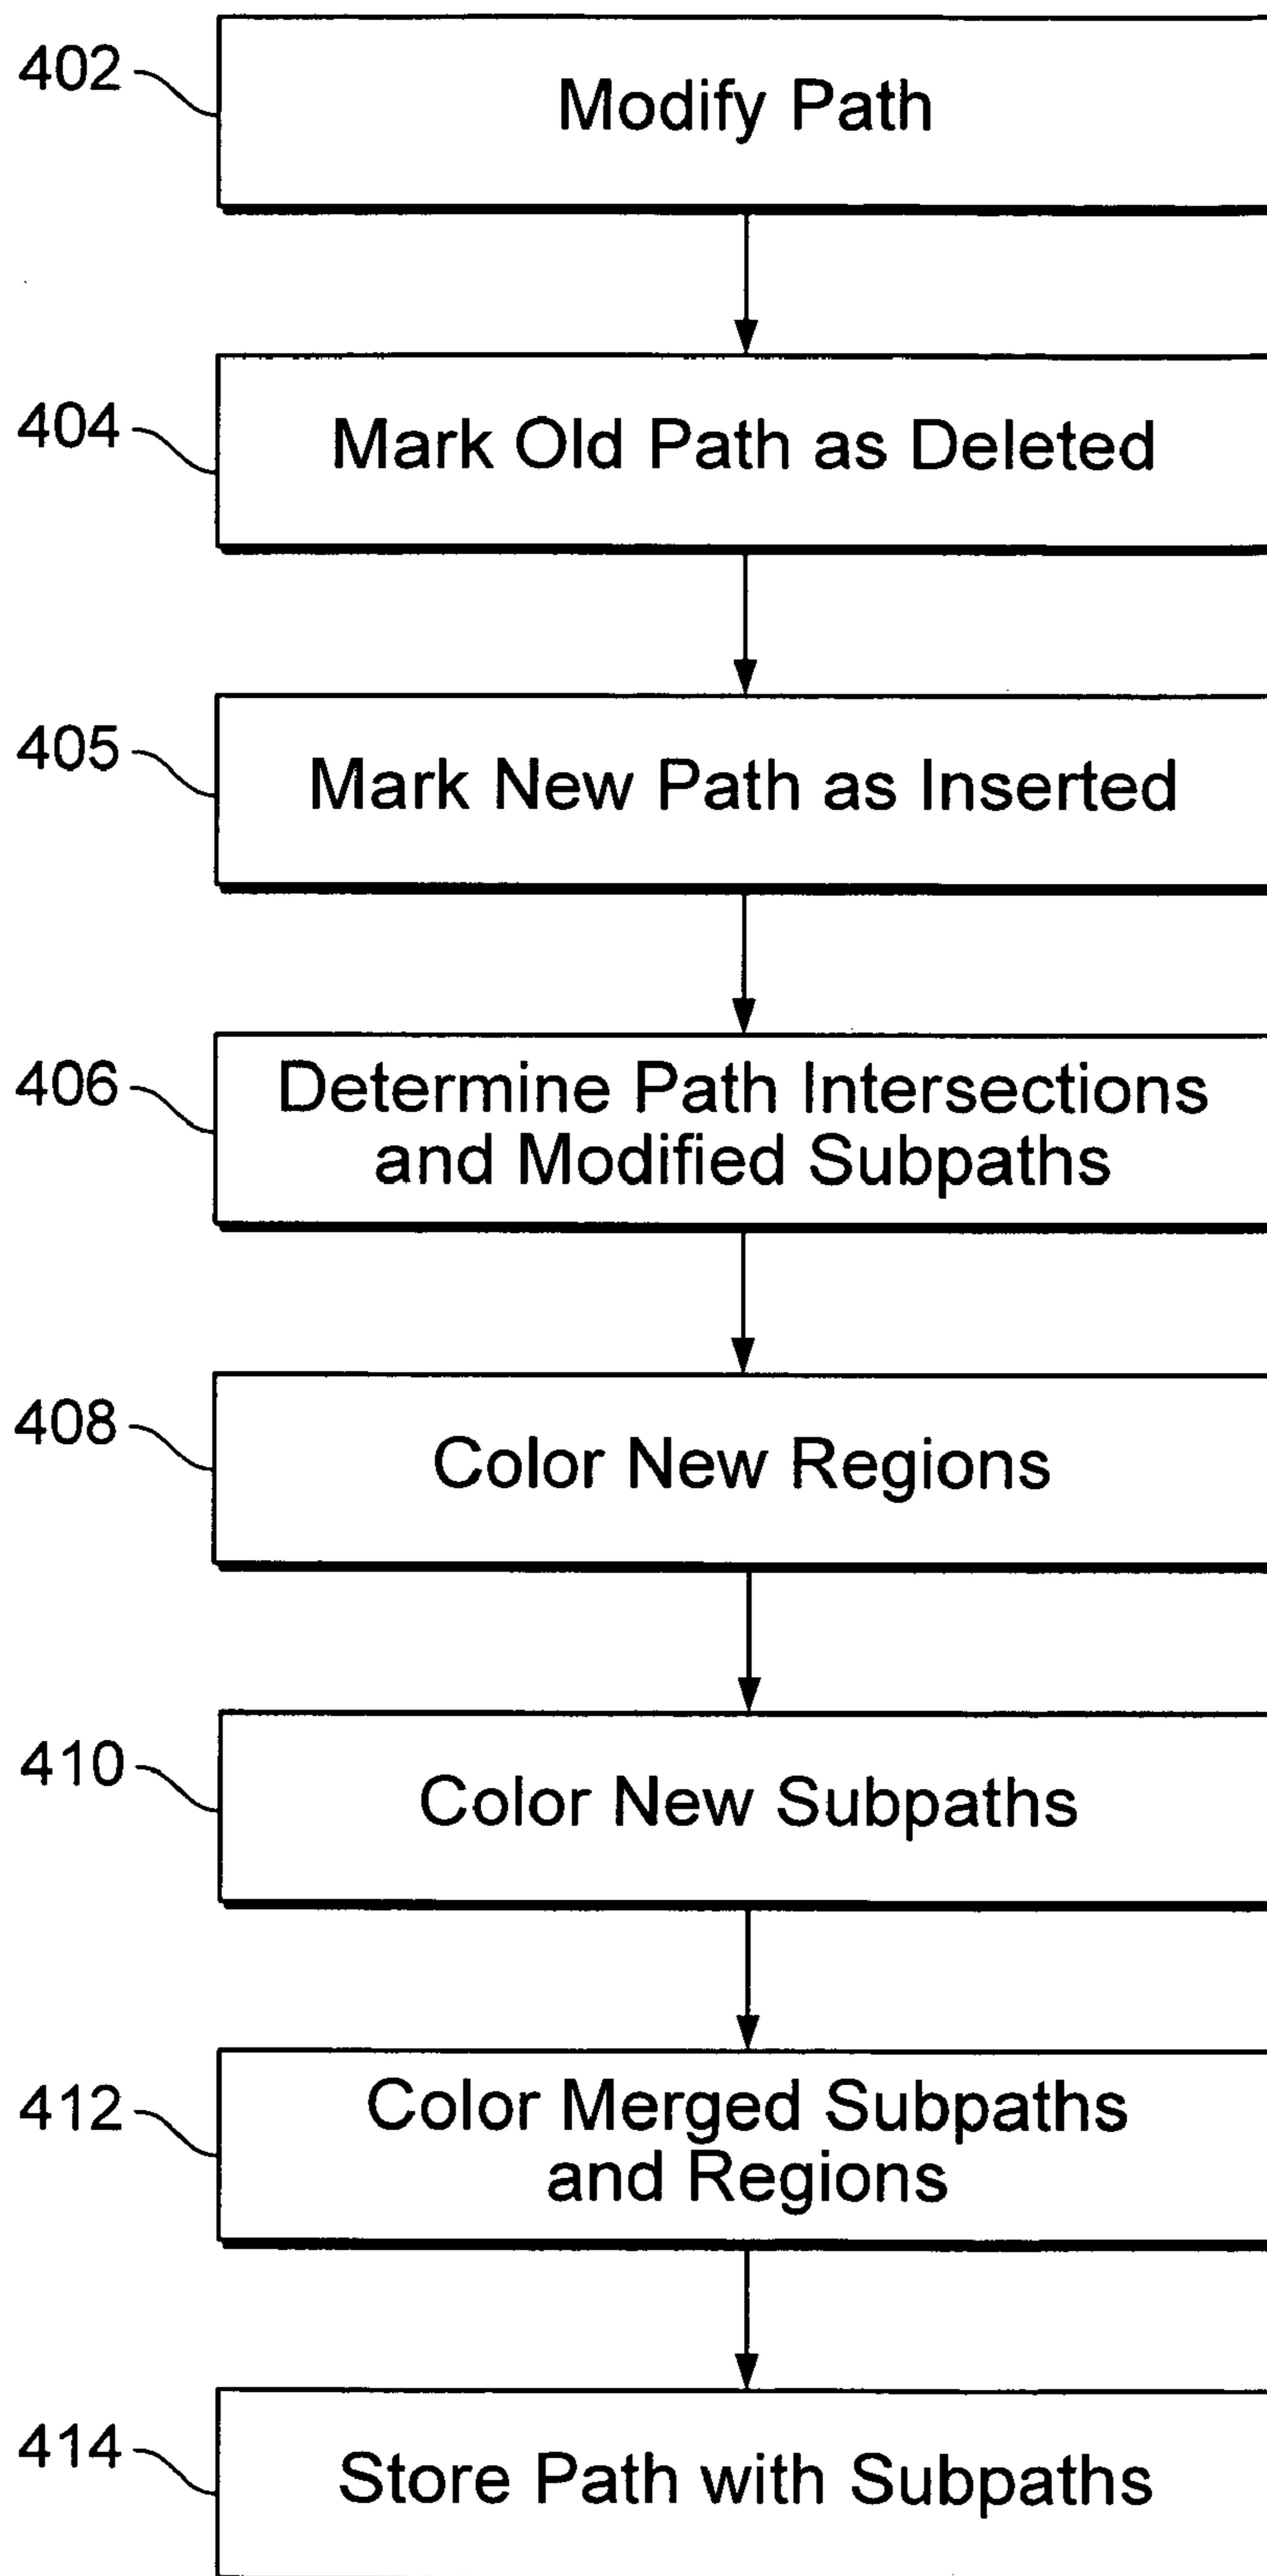 402
Modify Path
404
Mark Old Path as Deleted
405
Mark New Path as Inserted
406
Determine Path Intersections
and Modified Subpaths
408
Color New Regions
410
Color New Subpaths
412
Color Merged Subpaths
and Regions
414
Store Path with Subpaths